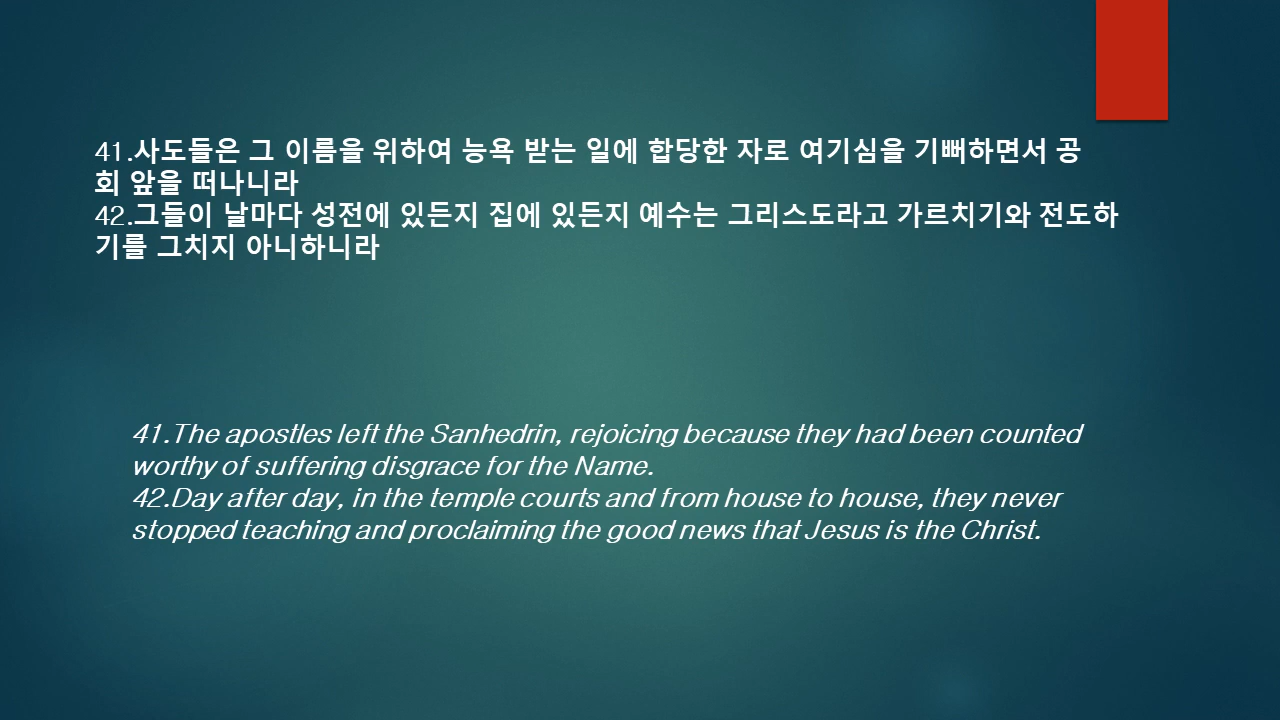 41.사도들은 그 이름을 위하여 능욕 받는 일에 합당한 자로 여기심을 기뻐하면서 공
회 앞을 떠나니라
42.그들이 날마다 성전에 있든지 집에 있든지 예수는 그리스도라고 가르치기와 전도하
기를 그치지 아니하니라
41.The apostles left the Sanhedrin, rejoicing because they had been counted
worthy of suffering disgrace for the Name.
42.Day after day, in the temple courts and from house to house, they never
stopped teaching and proclaiming the good news that Jesus is the Christ.